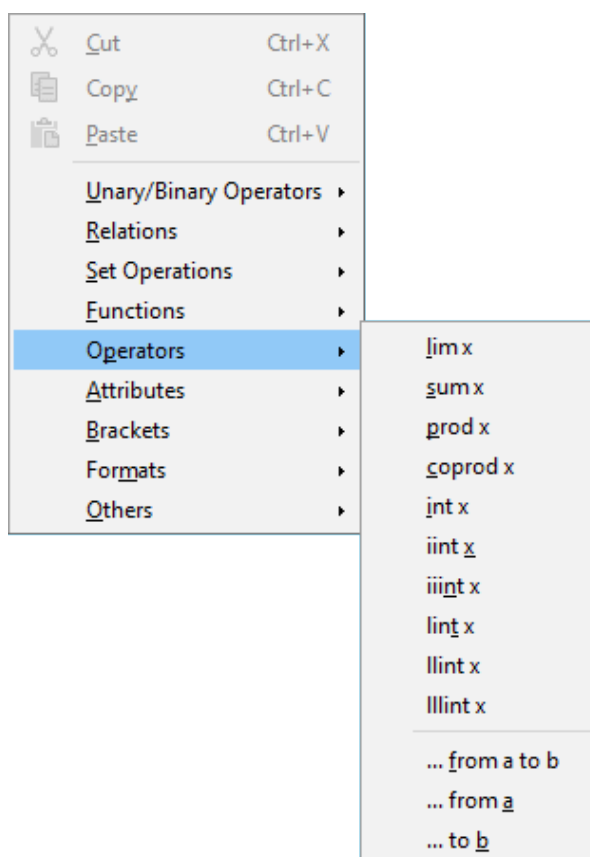 Cut Ctrl+X
Copy Ctrl+C
Paste Ctrl+V
Unary/Binary Operators
Relations
Set Operations
Functions
Operators
Attributes
Brackets
Formats
Others
lim x
sum x
prod x
coprod x
int x
iint x
iiint x
lint x
llint x
lllint x
... from a to b
... from a
... to b